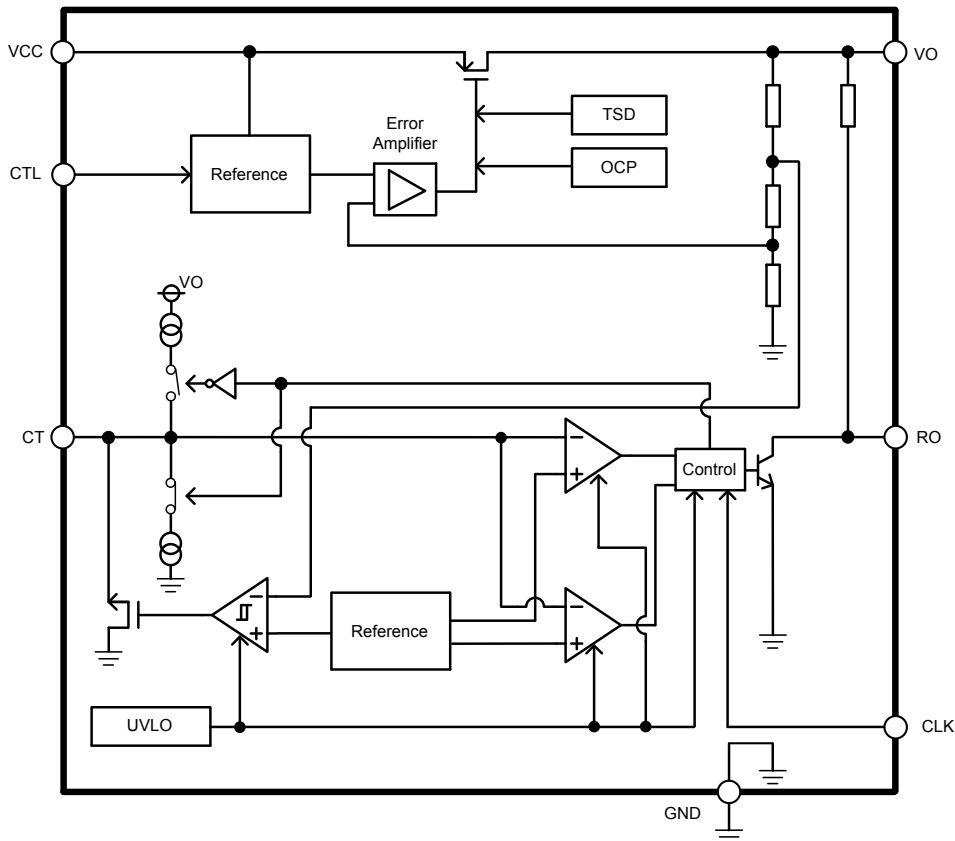 VCC
VO
TSD
Error
Amplifier
CTL
Reference
OCP
VO
CT
RO
Control
Reference
UVLO
CLK
GND